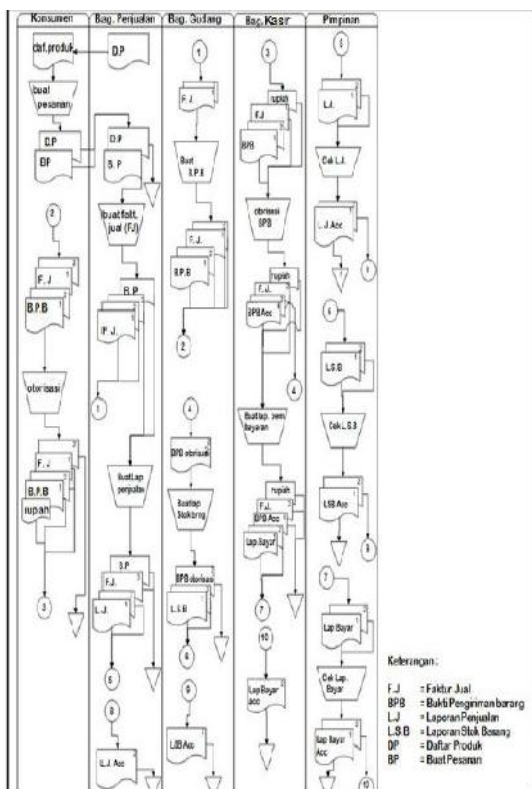 Konsumen
Bag. Penjualan
Bag. Gudang
Bag. Kasir
Pimpinan
daf.produk
D.P
buat
pesanan
D.P
BP
2
F. J
B.P.B
otorisasi
F. J
B.P.B
rupiah
3
D.P
B. P
buat fakt.
jual (FJ)
B. P
1
Buat Lap
penjualan
B.P
F.J.
L. J.
5
8
L. J. Acc
1
F. J.
Buat
B.P.B
F. J.
B.P.B
2
4
BPB otorisasi
Buat lap
Stok brng
BPB otorisasi
L.S.B
6
9
LSB Acc
3
rupiah
F.J
BPB
otorisasi
BPB
rupiah
F. J.
BPB Acc
4
Buat lap. pem
bayaran
rupiah
F. J.
BPB Acc
Lap. Bayar
7
10
Lap Bayar
acc
5
L.J.
Cek L.J.
L. J. Acc
8
6
L.S.B
Cek L.S.B
LSB Acc
9
7
Lap. Bayar
Cek Lap.
Bayar
Lap Bayar
Acc
10
Keterangan :
F.J = Faktur Jual
BPB = Bukti Pengiriman barang
L.J = Laporan Penjualan
L.S.B = Laporan Stok Barang
DP = Daftar Produk
BP = Buat Pesanan